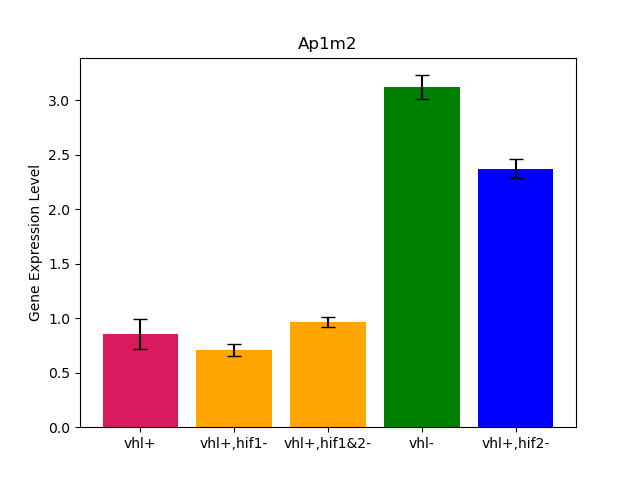 Ap1m2
Gene Expression Level
3.0
2.5
2.0
1.5
1.0
0.5
0.0
vhl+ vhl+,hif1- vhl+,hif1&2- vhl- vhl+,hif2-